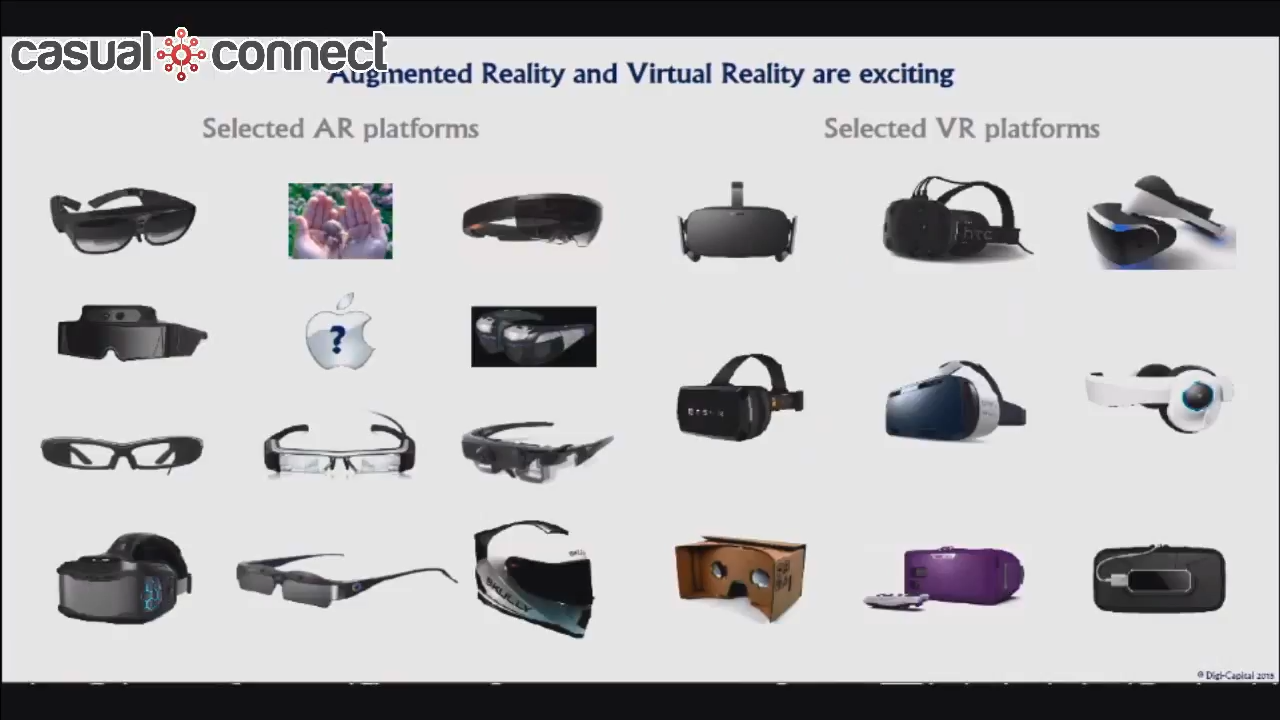 casual connect
Augmented Reality and Virtual Reality are exciting
Selected AR platforms
Selected VR platforms
htc
?
SKULLY
© Digi-Capital 2015